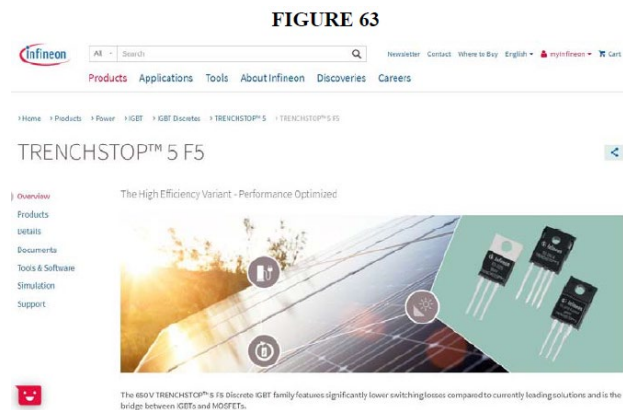 FIGURE 63
infineon
All Search
Newsletter Contact Where to Buy English myInfineon Cart
Products Applications Tools About Infineon Discoveries Careers
› Home › Products › Power › IGBT › IGBT Discretes › TRENCHSTOP™ 5 › TRENCHSTOP™ 5 F5
TRENCHSTOP™ 5 F5
Overview
The High Efficiency Variant - Performance Optimized
Products
Details
Documents
Tools & Software
Simulation
Support
Infineon
Infineon
Infineon
The 650 V TRENCHSTOP™ 5 F5 Discrete IGBT family features significantly lower switching losses compared to currently leading solutions and is the
bridge between IGBTs and MOSFETs.